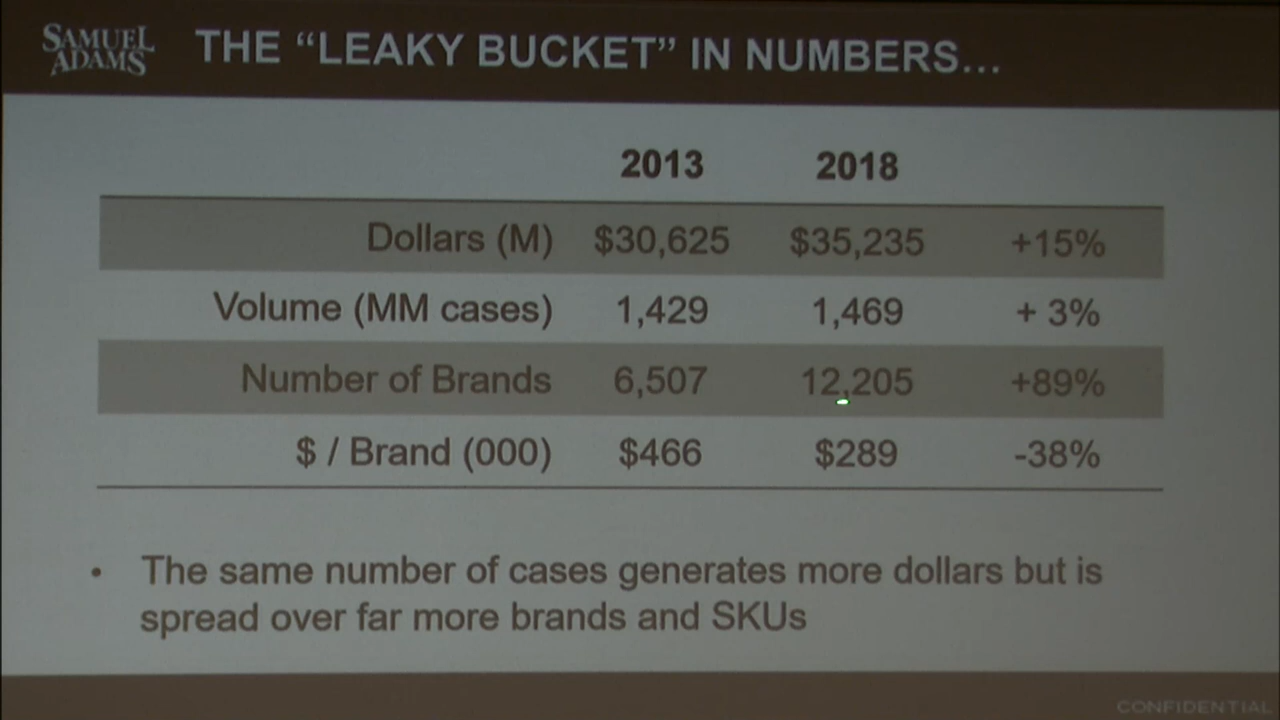 SAMUEL
ADAMS
THE “LEAKY BUCKET” IN NUMBERS...
2013 2018
Dollars (M) $30,625 $35,235 +15%
Volume (MM cases) 1,429 1,469 + 3%
Number of Brands 6,507 12,205 +89%
$ / Brand (000) $466 $289 -38%
• The same number of cases generates more dollars but is
spread over far more brands and SKUs
CONFIDENTIAL